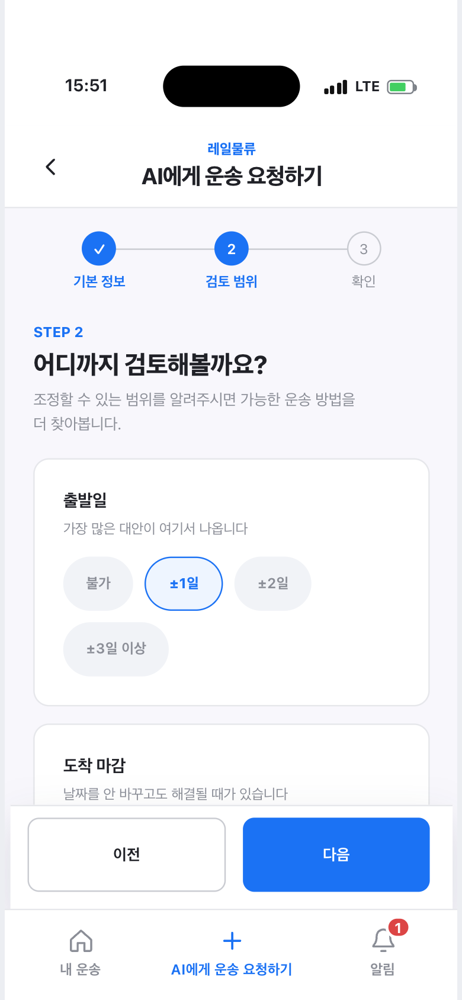 15:51
LTE
레일물류
AI에게 운송 요청하기
2
3
기본 정보
검토 범위
확인
STEP 2
어디까지 검토해볼까요?
조정할 수 있는 범위를 알려주시면 가능한 운송 방법을
더 찾아봅니다.
출발일
가장 많은 대안이 여기서 나옵니다
불가
±1일
±2일
±3일 이상
도착 마감
날짜를 안 바꾸고도 해결될 때가 있습니다
이전
다음
1
내 운송
AI에게 운송 요청하기
알림